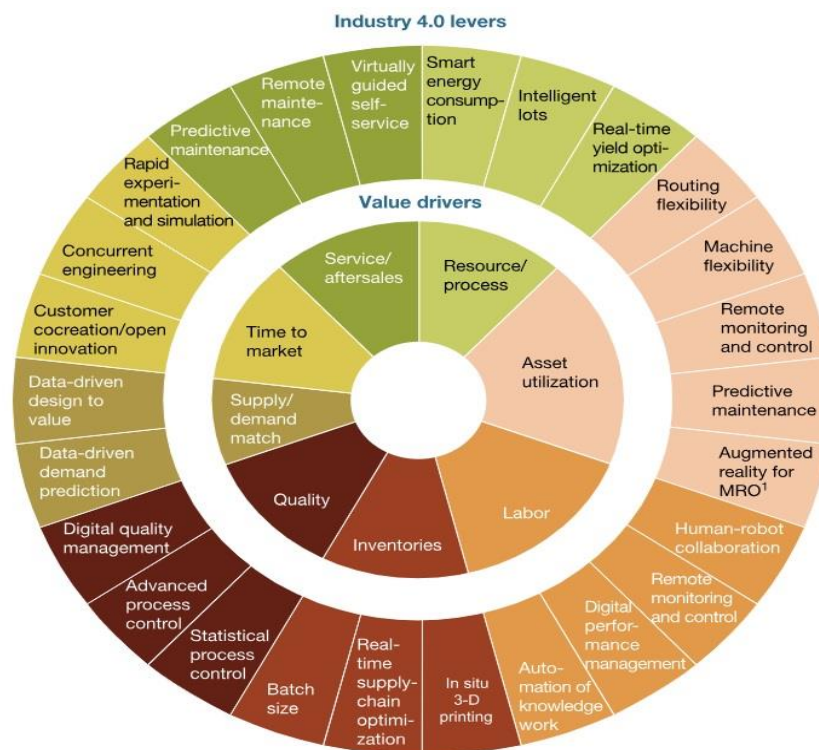 Industry 4.0 levers
Smart
energy
consump-
tion
Intelligent
lots
Real-time
yield opti-
mization
Routing
flexibility
Machine
flexibility
Remote
monitoring
and control
Predictive
maintenance
Augmented
reality for
MRO¹
Human-robot
collaboration
Remote
monitoring
and control
Digital
perfor-
mance
management
Auto-
mation of
knowledge
work
In situ
3-D
printing
Real-
time
supply-
chain
optimi-
zation
Batch
size
Statistical
process
control
Advanced
process
control
Digital quality
management
Data-driven
demand
prediction
Data-driven
design to
value
Customer
cocreation/open
innovation
Concurrent
engineering
Rapid
experi-
mentation
and simulation
Predictive
maintenance
Remote
mainte-
nance
Virtually
guided
self-
service
Value drivers
Resource/
process
Asset
utilization
Labor
Inventories
Quality
Supply/
demand
match
Time to
market
Service/
aftersales